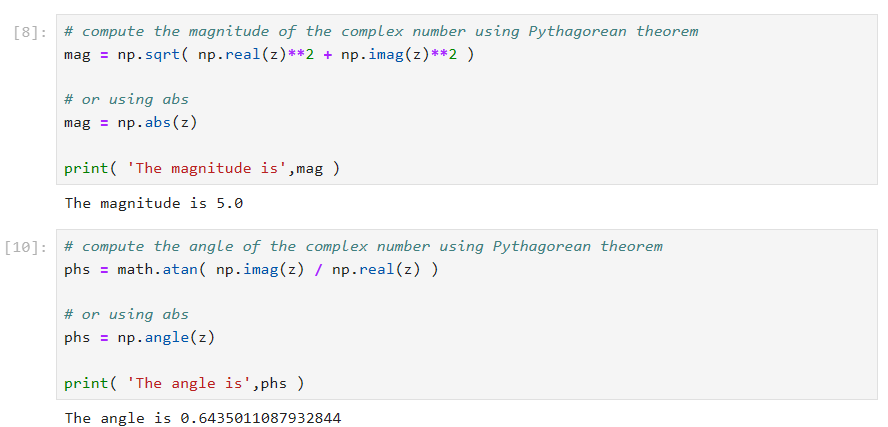 [8]: # compute the magnitude of the complex number using Pythagorean theorem
mag = np.sqrt( np.real(z)**2 + np.imag(z)**2 )
# or using abs
mag = np.abs(z)
print( 'The magnitude is',mag )
The magnitude is 5.0
[10]: # compute the angle of the complex number using Pythagorean theorem
phs = math.atan( np.imag(z) / np.real(z) )
# or using abs
phs = np.angle(z)
print( 'The angle is',phs )
The angle is 0.6435011087932844